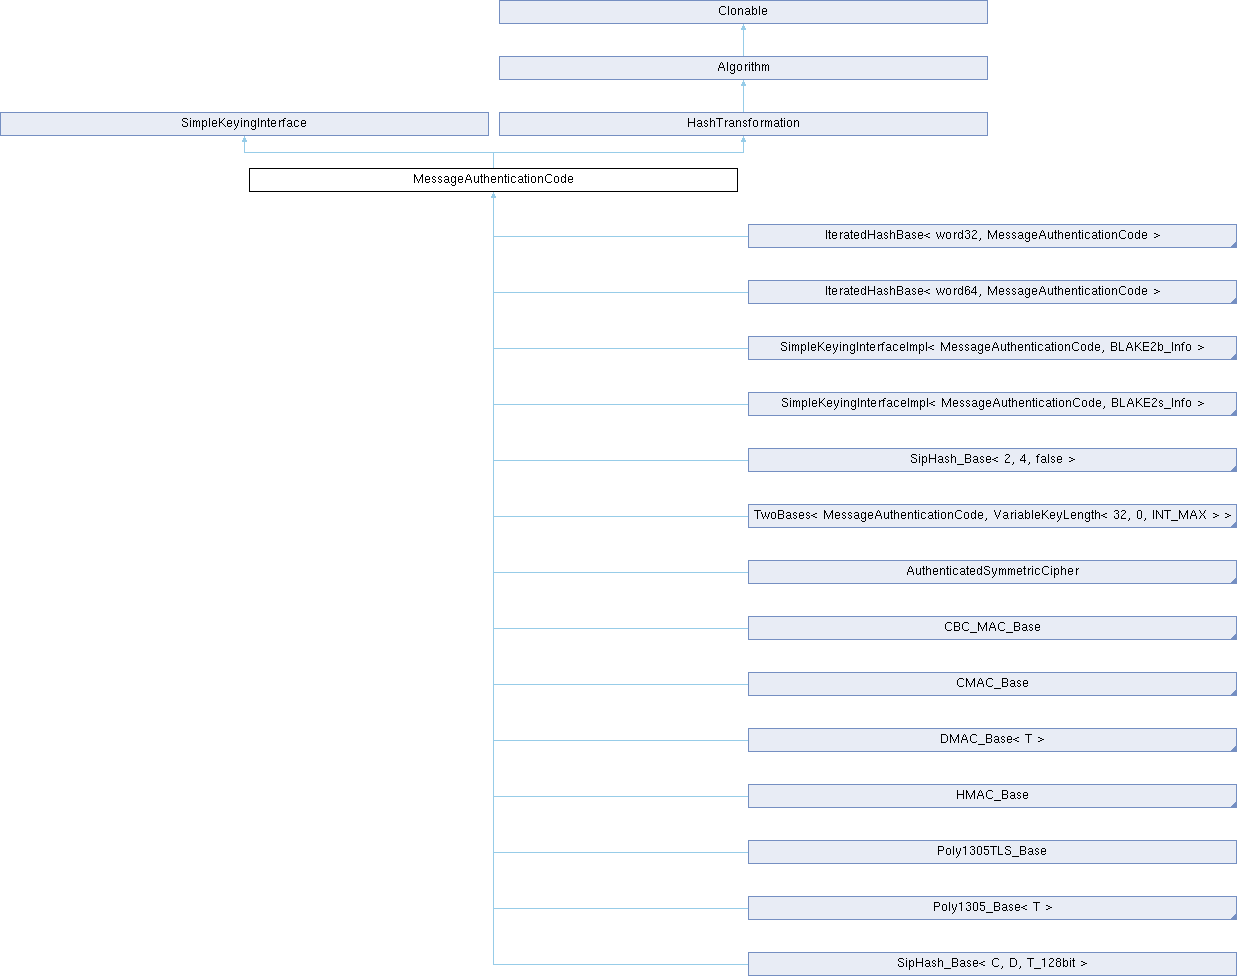 Clonable
Algorithm
SimpleKeyingInterface
HashTransformation
MessageAuthenticationCode
IteratedHashBase< word32, MessageAuthenticationCode >
IteratedHashBase< word64, MessageAuthenticationCode >
SimpleKeyingInterfaceImpl< MessageAuthenticationCode, BLAKE2b_Info >
SimpleKeyingInterfaceImpl< MessageAuthenticationCode, BLAKE2s_Info >
SipHash_Base< 2, 4, false >
TwoBases< MessageAuthenticationCode, VariableKeyLength< 32, 0, INT_MAX > >
AuthenticatedSymmetricCipher
CBC_MAC_Base
CMAC_Base
DMAC_Base< T >
HMAC_Base
Poly1305TLS_Base
Poly1305_Base< T >
SipHash_Base< C, D, T_128bit >